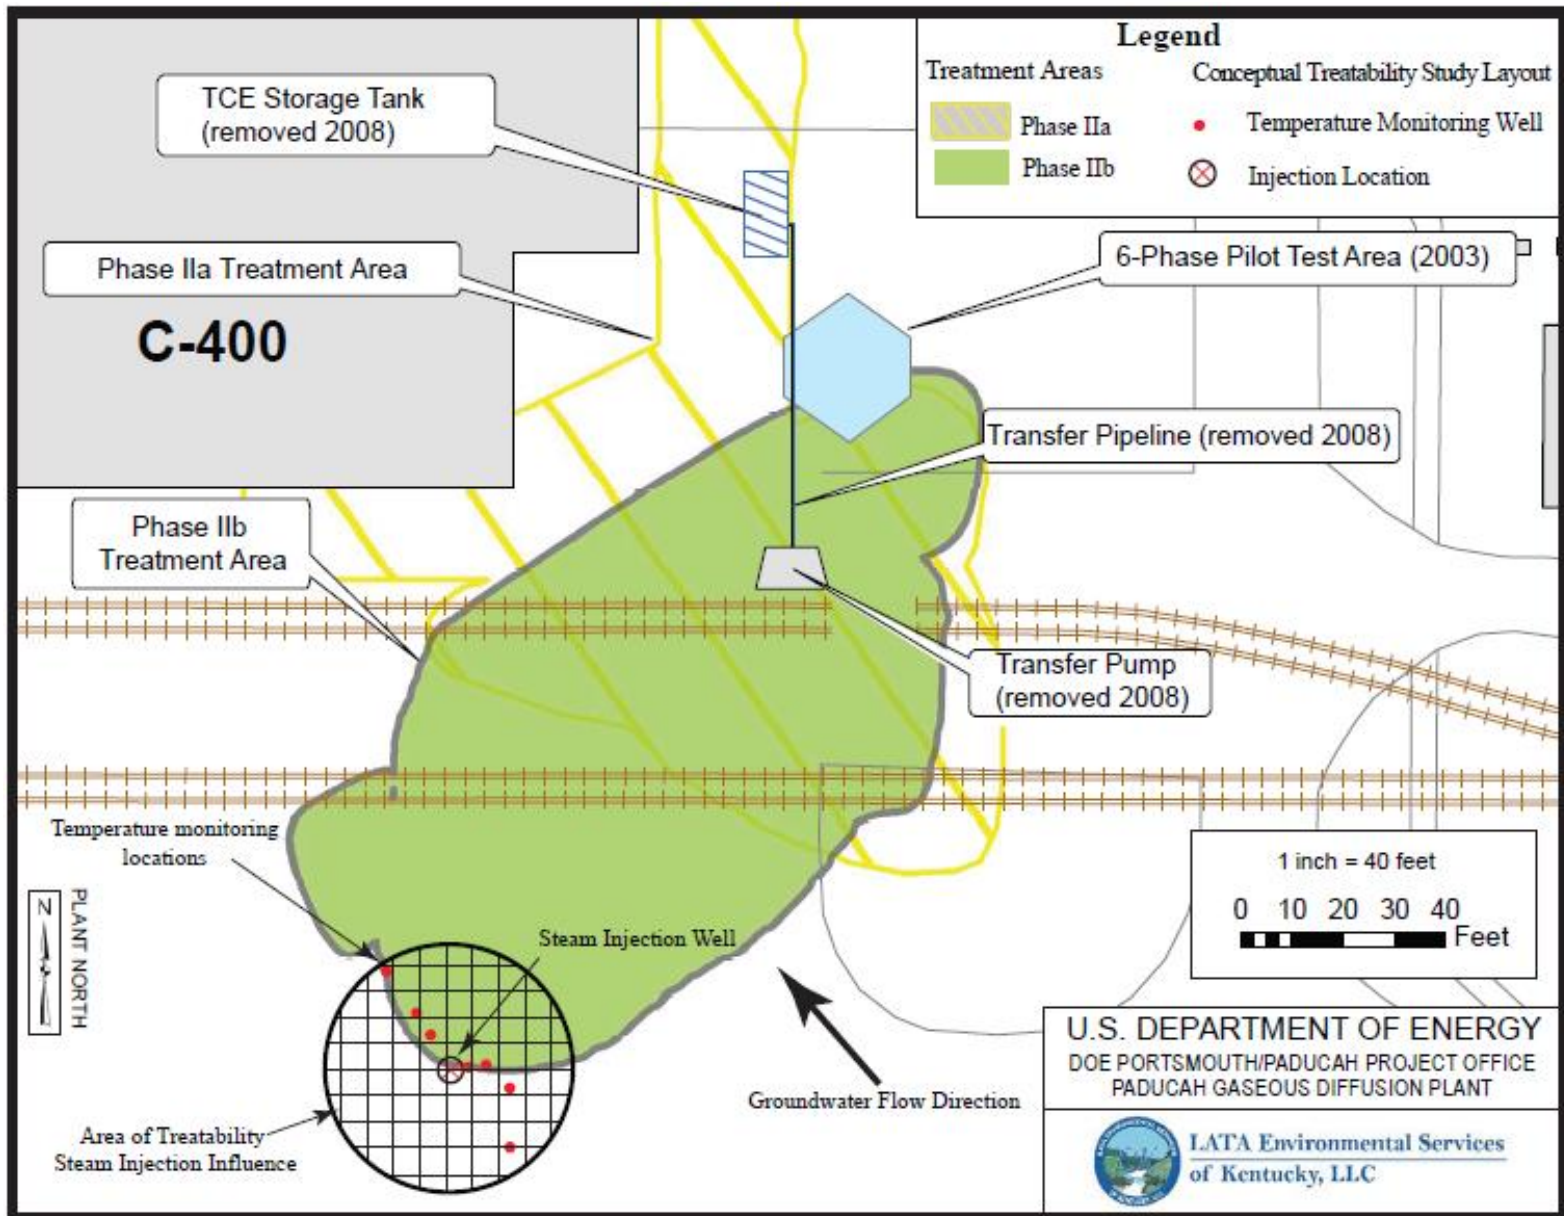 Legend
Treatment Areas
Phase IIa
Phase IIb
Conceptual Treatability Study Layout
Temperature Monitoring Well
Injection Location
TCE Storage Tank
(removed 2008)
Phase IIa Treatment Area
6-Phase Pilot Test Area (2003)
C-400
Transfer Pipeline (removed 2008)
Phase IIb
Treatment Area
Transfer Pump
(removed 2008)
Temperature monitoring
locations
1 inch = 40 feet
0 10 20 30 40
Feet
N
PLANT NORTH
Steam Injection Well
Groundwater Flow Direction
Area of Treatability
Steam Injection Influence
U.S. DEPARTMENT OF ENERGY
DOE PORTSMOUTH/PADUCAH PROJECT OFFICE
PADUCAH GASEOUS DIFFUSION PLANT
LATA Environmental Services
of Kentucky, LLC